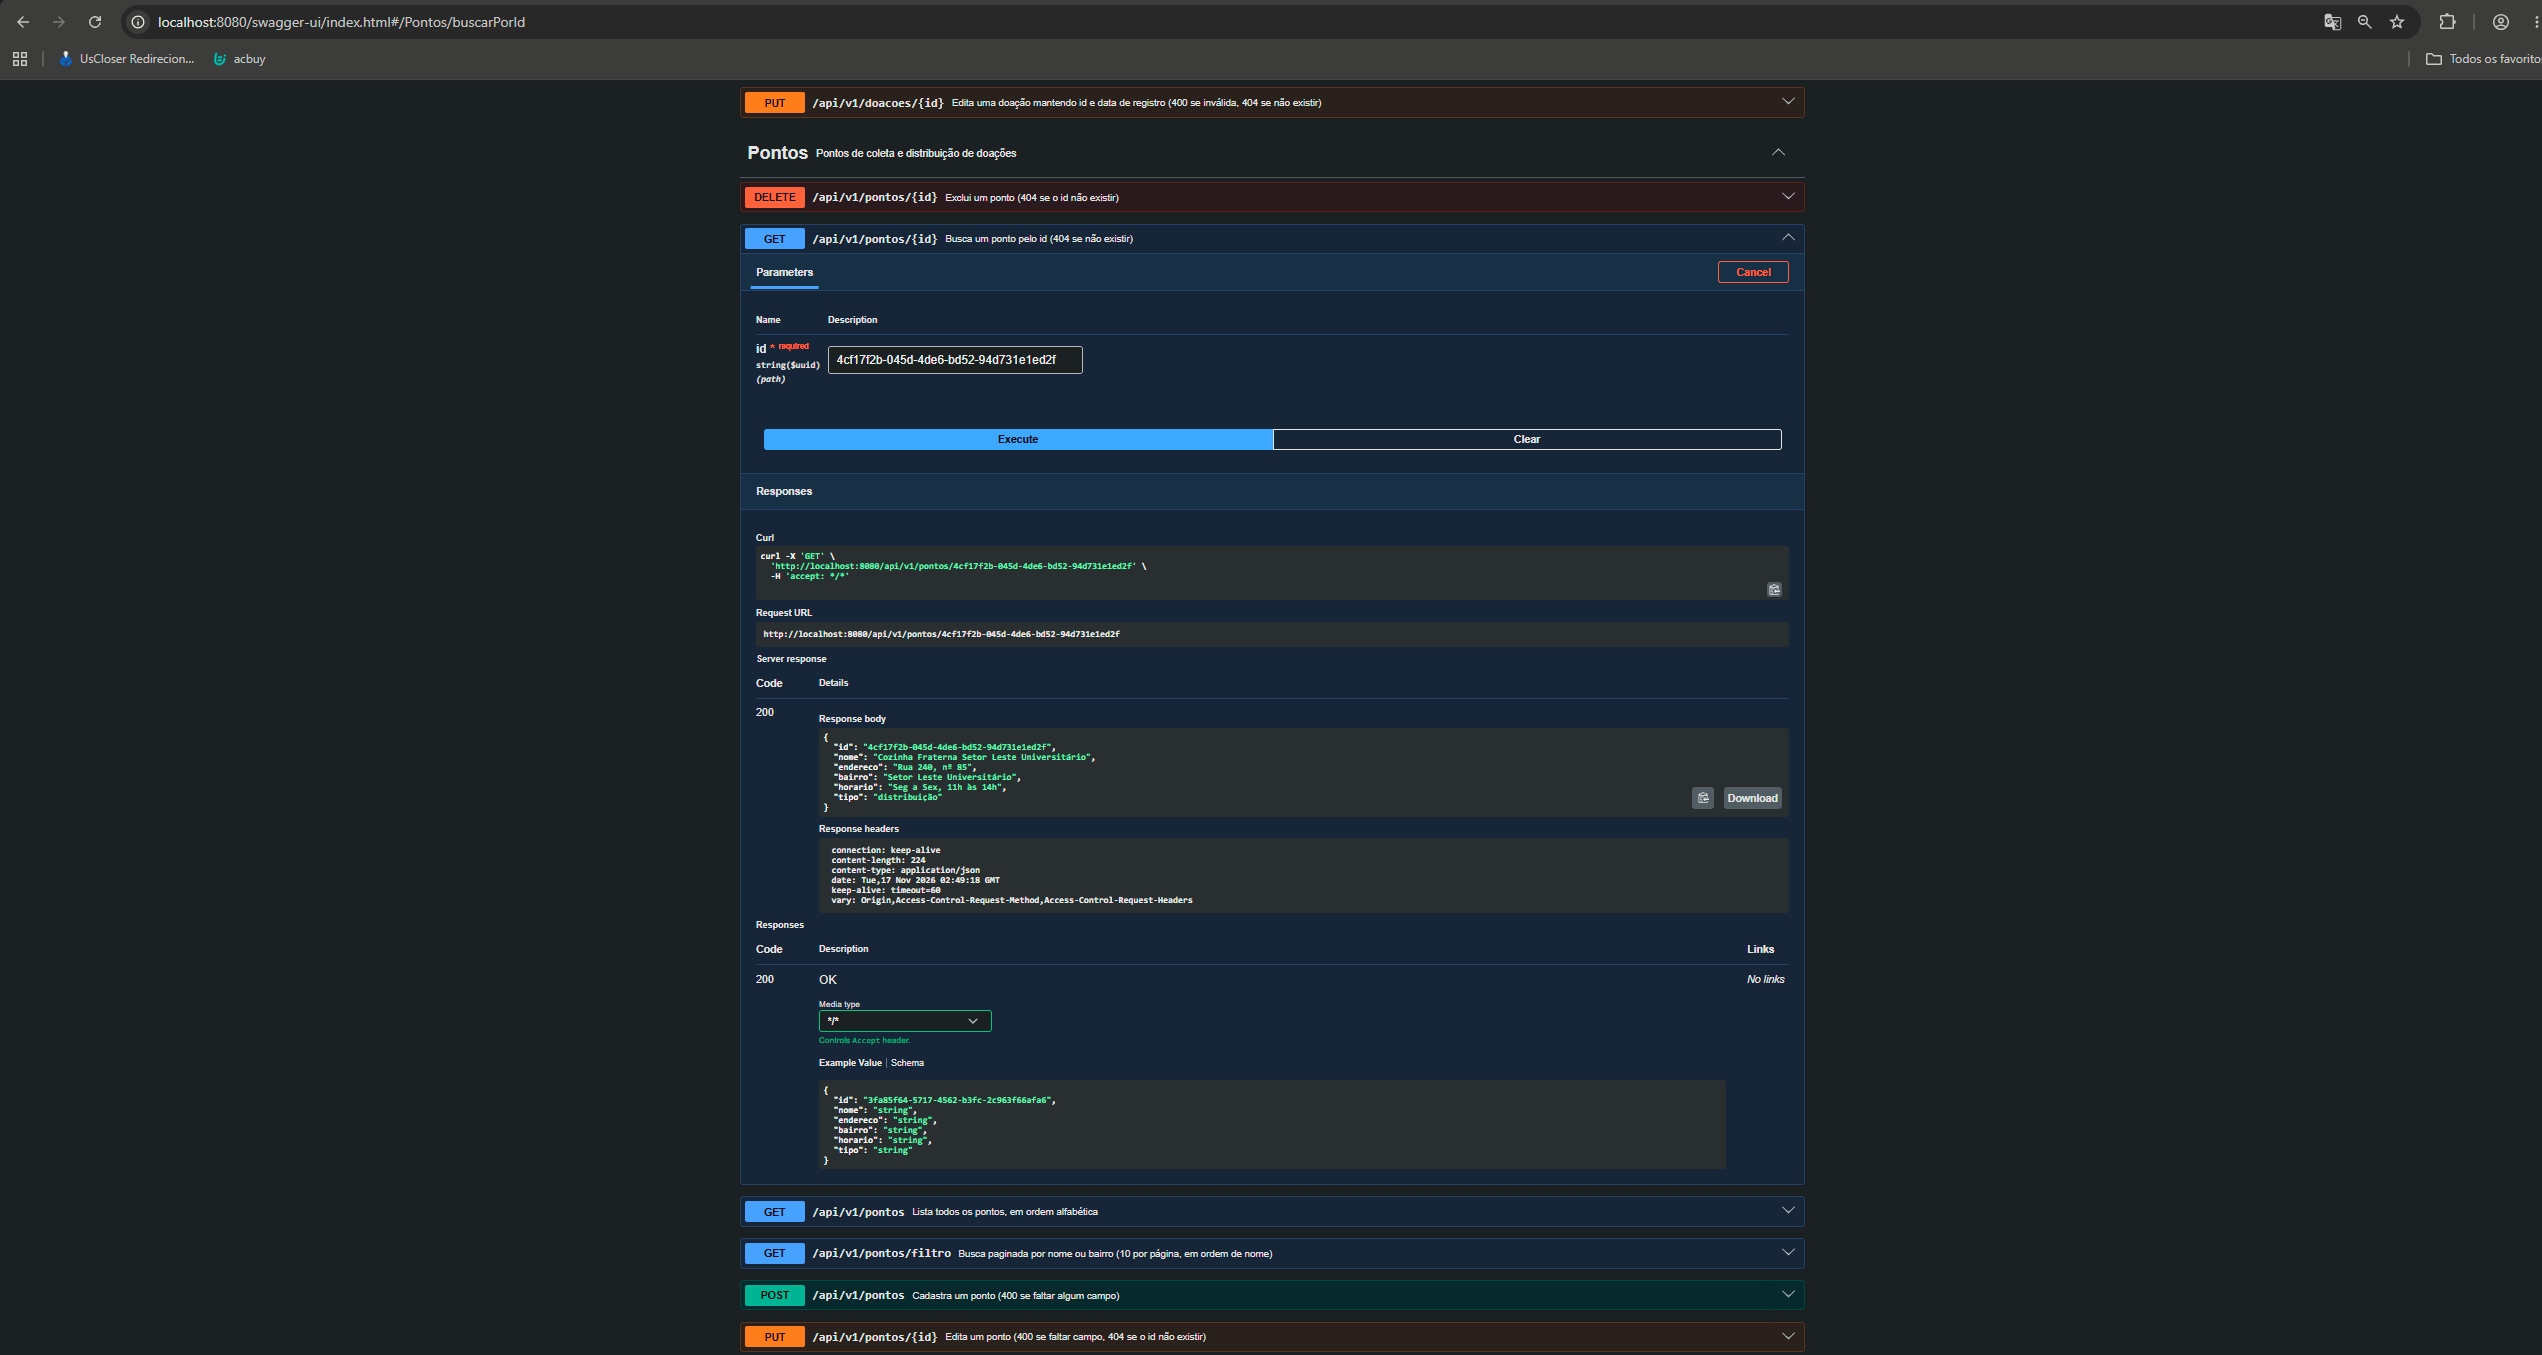 localhost:8080/swagger-ui/index.html#/Pontos/buscarPorId
UsCloser Redirecion...
acbuy
Todos os favoritos
PUT /api/v1/doacoes/{id} Edita uma doação mantendo id e data de registro (400 se inválida, 404 se não existir)
Pontos Pontos de coleta e distribuição de doações
DELETE /api/v1/pontos/{id} Exclui um ponto (404 se o id não existir)
GET /api/v1/pontos/{id} Busca um ponto pelo id (404 se não existir)
Parameters
Cancel
Name Description
id * required
string($uuid)
(path)
4cf17f2b-045d-4de6-bd52-94d731e1ed2f
Execute Clear
Responses
Curl
curl -X 'GET' \
'http://localhost:8080/api/v1/pontos/4cf17f2b-045d-4de6-bd52-94d731e1ed2f' \
-H 'accept: */*'
Request URL
http://localhost:8080/api/v1/pontos/4cf17f2b-045d-4de6-bd52-94d731e1ed2f
Server response
Code Details
200
Response body
{
"id": "4cf17f2b-045d-4de6-bd52-94d731e1ed2f",
"nome": "Cozinha Fraterna Setor Leste Universitário",
"endereco": "Rua 240, nº 85",
"bairro": "Setor Leste Universitário",
"horario": "Seg a Sex, 11h às 14h",
"tipo": "distribuição"
}
Download
Response headers
connection: keep-alive
content-length: 224
content-type: application/json
date: Tue,17 Nov 2026 02:49:18 GMT
keep-alive: timeout=60
vary: Origin,Access-Control-Request-Method,Access-Control-Request-Headers
Responses
Code Description Links
200 OK No links
Media type
*/*
Controls Accept header.
Example Value | Schema
{
"id": "3fa85f64-5717-4562-b3fc-2c963f66afa6",
"nome": "string",
"endereco": "string",
"bairro": "string",
"horario": "string",
"tipo": "string"
}
GET /api/v1/pontos Lista todos os pontos, em ordem alfabética
GET /api/v1/pontos/filtro Busca paginada por nome ou bairro (10 por página, em ordem de nome)
POST /api/v1/pontos Cadastra um ponto (400 se faltar algum campo)
PUT /api/v1/pontos/{id} Edita um ponto (400 se faltar campo, 404 se o id não existir)